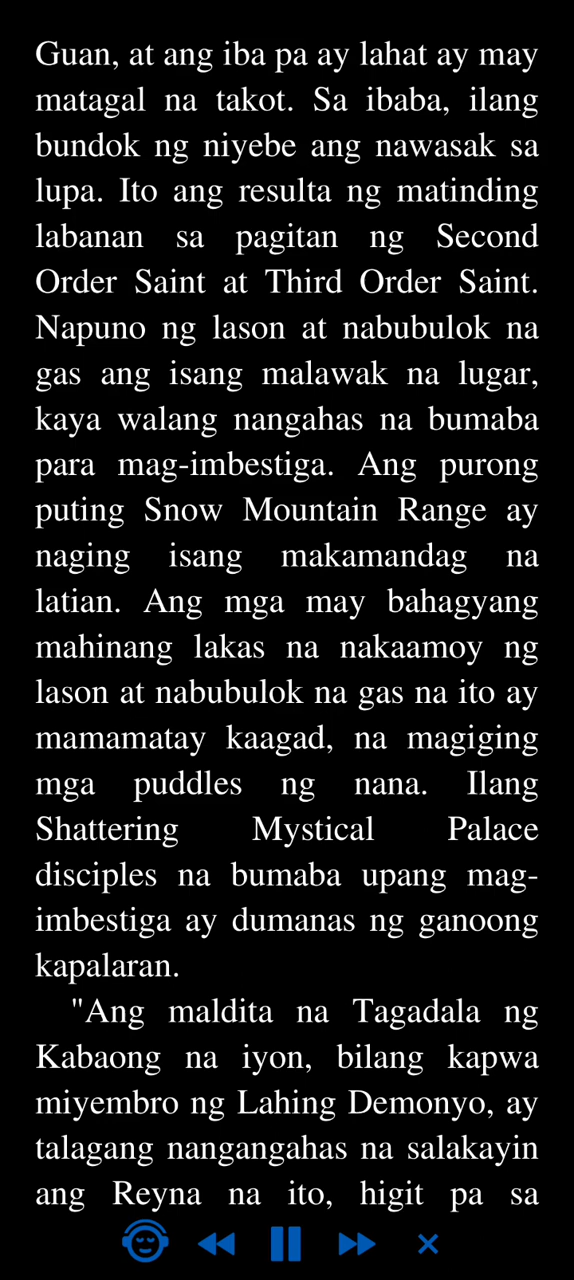 Guan, at ang iba pa ay lahat ay may
matagal na takot. Sa ibaba, ilang
bundok ng niyebe ang nawasak sa
lupa. Ito ang resulta ng matinding
labanan sa pagitan ng Second
Order Saint at Third Order Saint.
Napuno ng lason at nabubulok na
gas ang isang malawak na lugar,
kaya walang nangahas na bumaba
para mag-imbestiga. Ang purong
puting Snow Mountain Range ay
naging isang makamandag na
latian. Ang mga may bahagyang
mahinang lakas na nakaamoy ng
lason at nabubulok na gas na ito ay
mamamatay kaagad, na magiging
mga puddles ng nana. Ilang
Shattering Mystical Palace
disciples na bumaba upang mag-
imbestiga ay dumanas ng ganoong
kapalaran.
"Ang maldita na Tagadala ng
Kabaong na iyon, bilang kapwa
miyembro ng Lahing Demonyo, ay
talagang nangangahas na salakayin
ang Reyna na ito, higit pa sa